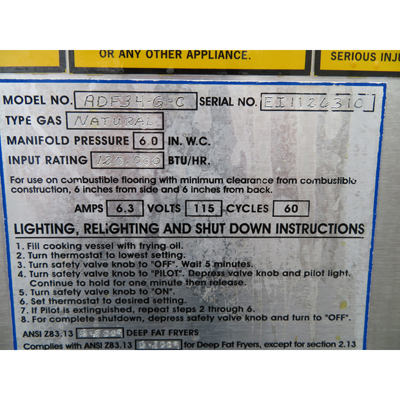 OR ANY OTHER APPLIANCE.
SERIOUS INJU
MODEL NO. ADF34-G-C SERIAL NO. EI1126310
TYPE GAS NATURAL
MANIFOLD PRESSURE 6.0 IN. W.C.
INPUT RATING BTU/HR.
For use on combustible flooring with minimum clearance from combustible
construction, 6 inches from side and 6 inches from back.
AMPS 6.3 VOLTS 115 CYCLES 60
LIGHTING, RELIGHTING AND SHUT DOWN INSTRUCTIONS
1. Fill cooking vessel with frying oil.
2. Turn thermostat to lowest setting.
3. Turn safety valve knob to "OFF". Wait 5 minutes.
4. Turn safety valve knob to "PILOT". Depress valve knob and pilot light.
Continue to hold for one minute then release.
5. Turn safety valve knob to "ON".
6. Set thermostat to desired setting.
7. If Pilot is extinguished, repeat steps 2 through 6.
8. For complete shutdown, depress safety valve knob and turn to "OFF".
ANSI Z83.13 DEEP FAT FRYERS
Complies with ANSI Z83.13 for Deep Fat Fryers, except for section 2.13